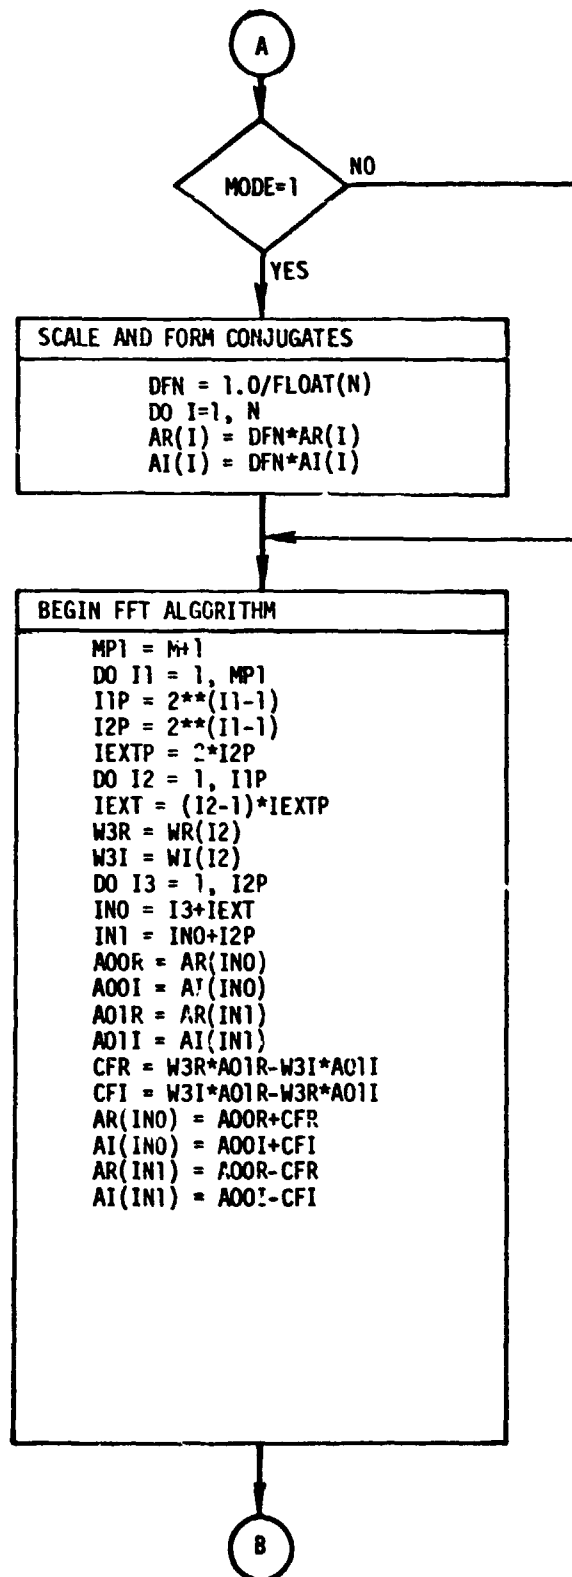 A
MODE=1
NO
YES
SCALE AND FORM CONJUGATES
DFN = 1.0/FLOAT(N)
DO I=1, N
AR(I) = DFN*AR(I)
AI(I) = DFN*AI(I)
BEGIN FFT ALGORITHM
MP1 = M+1
DO I1 = 1, MP1
I1P = 2**(I1-1)
I2P = 2**(I1-1)
IEXTP = 2*I2P
DO I2 = 1, I1P
IEXT = (I2-1)*IEXTP
W3R = WR(I2)
W3I = WI(I2)
DO I3 = 1, I2P
IN0 = I3+IEXT
IN1 = IN0+I2P
A00R = AR(IN0)
A00I = AI(IN0)
A01R = AR(IN1)
A01I = AI(IN1)
CFR = W3R*A01R-W3I*A01I
CFI = W3I*A01R-W3R*A01I
AR(IN0) = A00R+CFR
AI(IN0) = A00I+CFI
AR(IN1) = A00R-CFR
AI(IN1) = A00I-CFI
B